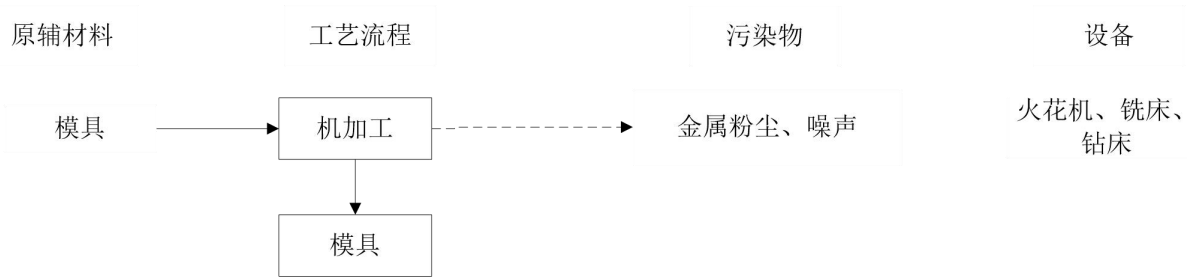 原辅材料 工艺流程 污染物 设备
模具 机加工 金属粉尘、噪声 火花机、铣床、
钻床
模具